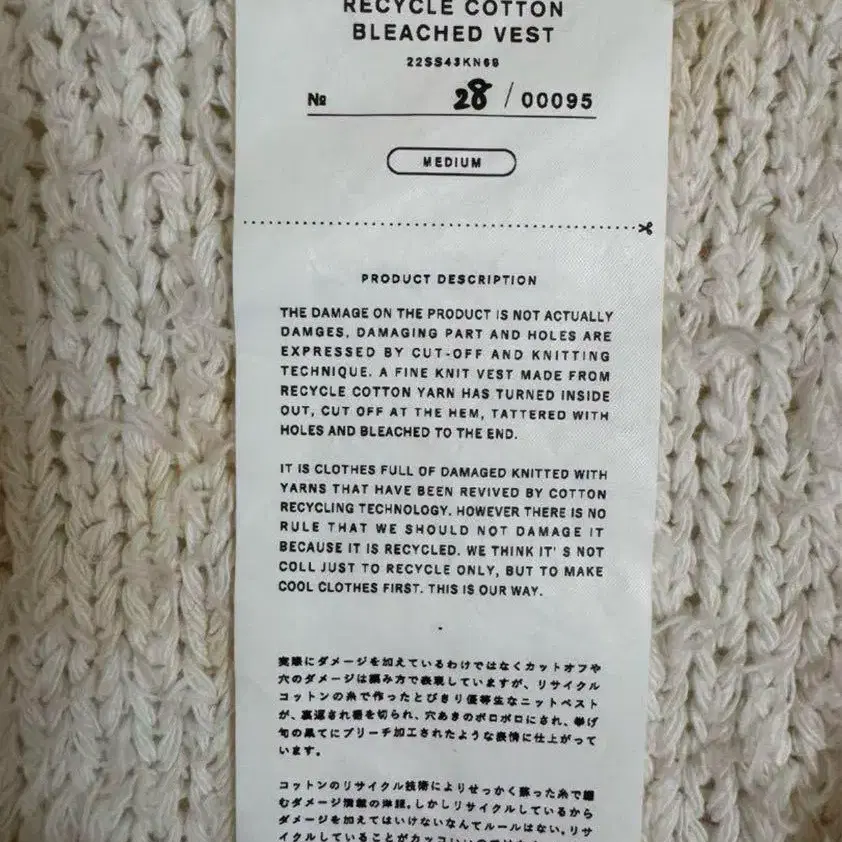 RECYCLE COTTON
BLEACHED VEST
22SS43KN69
№ 28 / 00095
MEDIUM
PRODUCT DESCRIPTION
THE DAMAGE ON THE PRODUCT IS NOT ACTUALLY
DAMGES, DAMAGING PART AND HOLES ARE
EXPRESSED BY CUT-OFF AND KNITTING
TECHNIQUE. A FINE KNIT VEST MADE FROM
RECYCLE COTTON YARN HAS TURNED INSIDE
OUT, CUT OFF AT THE HEM, TATTERED WITH
HOLES AND BLEACHED TO THE END.
IT IS CLOTHES FULL OF DAMAGED KNITTED WITH
YARNS THAT HAVE BEEN REVIVED BY COTTON
RECYCLING TECHNOLOGY. HOWEVER THERE IS NO
RULE THAT WE SHOULD NOT DAMAGE IT
BECAUSE IT IS RECYCLED. WE THINK IT' S NOT
COLL JUST TO RECYCLE ONLY, BUT TO MAKE
COOL CLOTHES FIRST. THIS IS OUR WAY.
実際にダメージを加えているわけではなくカットオフや
穴のダメージは編み方で表現していますが、リサイクル
コットンの糸で作ったとびきり優等生なニットベスト
が、裏返され裾を切られ、穴あきのボロボロにされ、挙げ
句の果てにブリーチ加工されたような表情に仕上がって
います。
コットンのリサイクル技術によりせっかく蘇った糸で編
むダメージ満載の洋服。しかしリサイクルしているから
ダメージを加えてはいけないなんてルールはない。リサ
イクルしていることがカッコいい